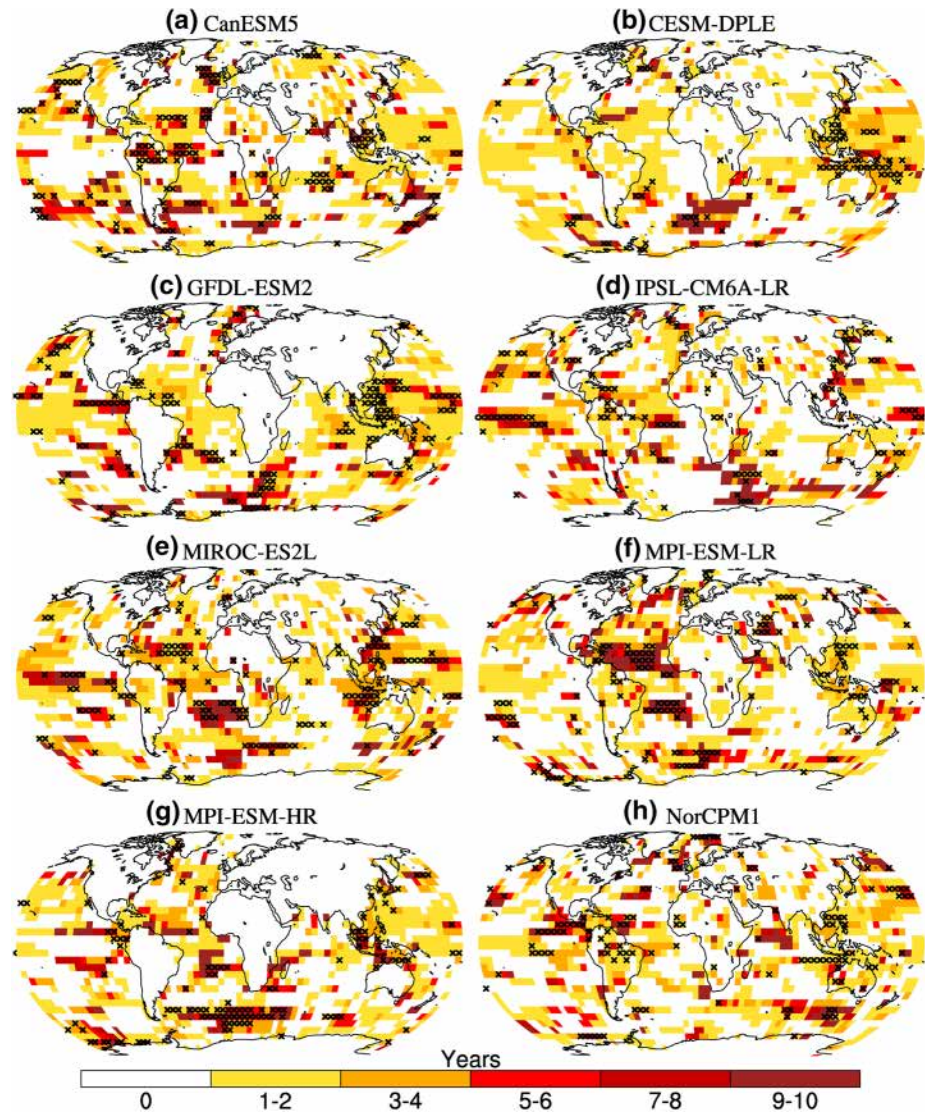 (a) CanESM5
(b) CESM-DPLE
(c) GFDL-ESM2
(d) IPSL-CM6A-LR
(e) MIROC-ES2L
(f) MPI-ESM-LR
(g) MPI-ESM-HR
(h) NorCPM1
Years
0 1-2 3-4 5-6 7-8 9-10